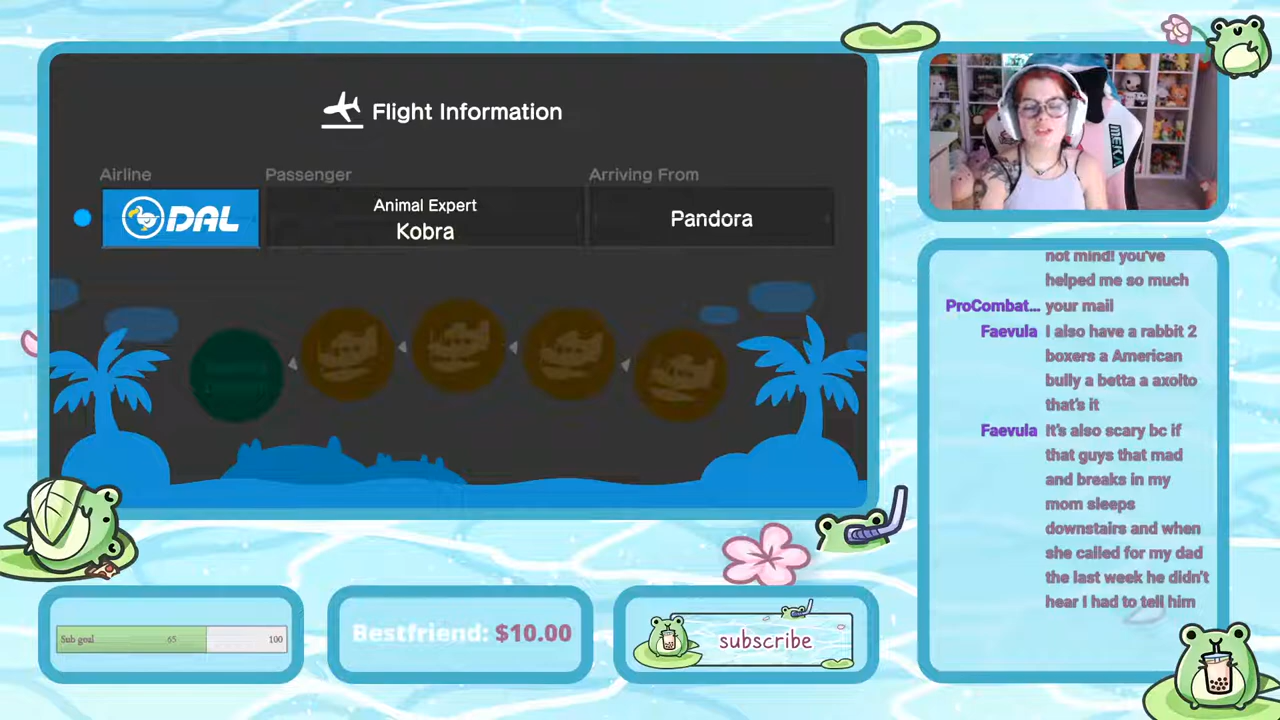 Flight Information
Airline
Passenger
Arriving From
DAL
Animal Expert
Kobra
Pandora
MEKA
not mind! you've
helped me so much
ProCombat... your mail
Faevula I also have a rabbit 2
boxers a American
bully a betta a axolto
that's it
Faevula It's also scary bc if
that guys that mad
and breaks in my
mom sleeps
downstairs and when
she called for my dad
the last week he didn't
hear I had to tell him
Sub goal 65 100
Bestfriend: $10.00
subscribe